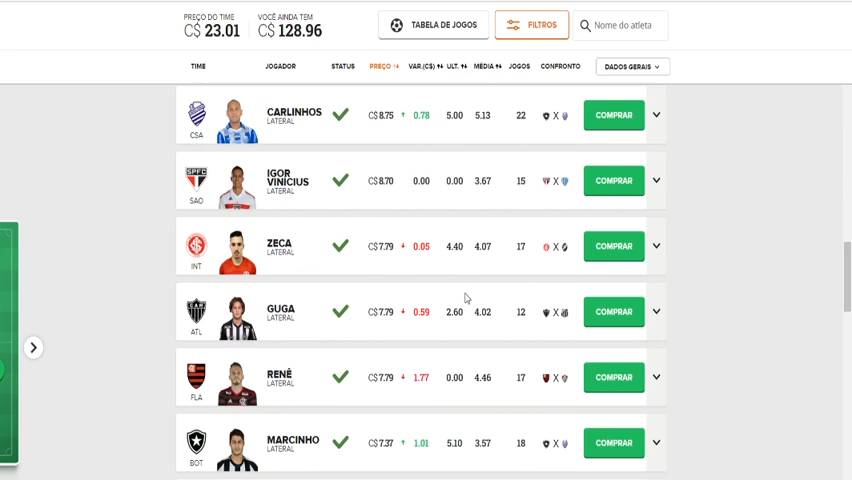 PREÇO DO TIME
C$ 23.01
VOCÊ AINDA TEM
C$ 128.96
TABELA DE JOGOS
FILTROS
Nome do atleta
TIME JOGADOR STATUS PREÇO VAR.(C$) ULT. MÉDIA JOGOS CONFRONTO DADOS GERAIS
CSA
CARLINHOS
LATERAL
C$ 8.75 0.78 5.00 5.13 22 X COMPRAR
SPFC
SAO
IGOR
VINICIUS
LATERAL
C$ 8.70 0.00 0.00 3.67 15 X COMPRAR
INT
ZECA
LATERAL
C$ 7.79 0.05 4.40 4.07 17 X COMPRAR
CAM
ATL
GUGA
LATERAL
C$ 7.79 0.59 2.60 4.02 12 X COMPRAR
FLA
RENÊ
LATERAL
C$ 7.79 1.77 0.00 4.46 17 X COMPRAR
BOT
MARCINHO
LATERAL
C$ 7.37 1.01 5.10 3.57 18 X COMPRAR